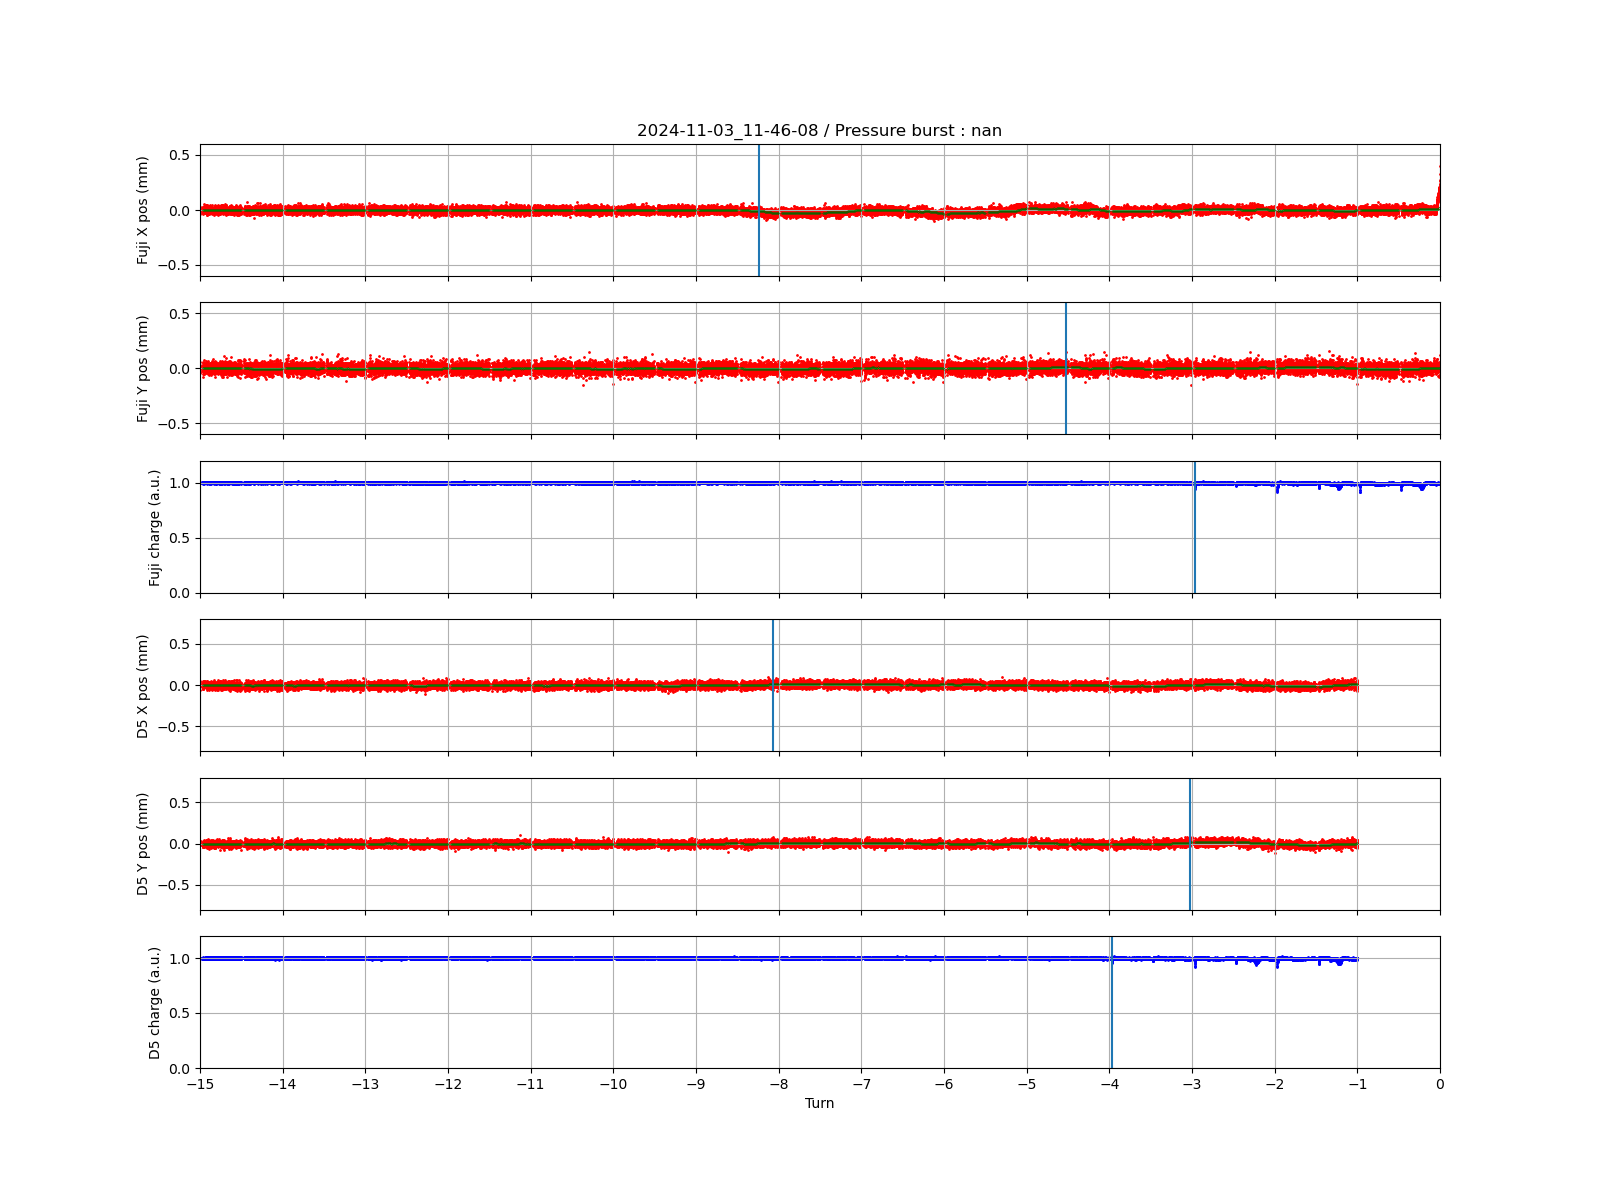 2024-11-03_11-46-08 / Pressure burst : nan
0.5
0.0
−0.5
Fuji X pos (mm)
0.5
0.0
−0.5
Fuji Y pos (mm)
1.0
0.5
0.0
Fuji charge (a.u.)
0.5
0.0
−0.5
D5 X pos (mm)
0.5
0.0
−0.5
D5 Y pos (mm)
1.0
0.5
0.0
D5 charge (a.u.)
−15 −14 −13 −12 −11 −10 −9 −8 −7 −6 −5 −4 −3 −2 −1 0
Turn